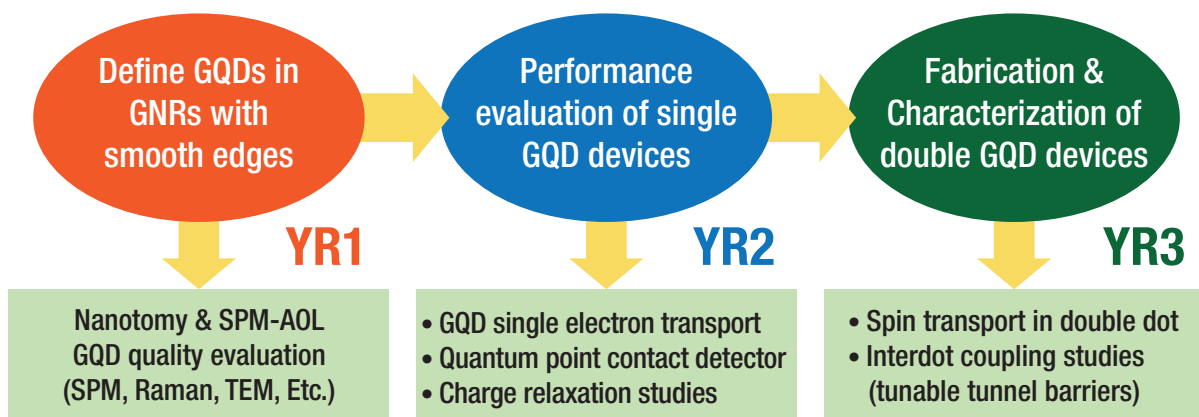 Define GQDs in
GNRs with
smooth edges
Performance
evaluation of single
GQD devices
Fabrication &
Characterization of
double GQD devices
YR1
YR2
YR3
Nanotomy & SPM-AOL
GQD quality evaluation
(SPM, Raman, TEM, Etc.)
• GQD single electron transport
• Quantum point contact detector
• Charge relaxation studies
• Spin transport in double dot
• Interdot coupling studies
(tunable tunnel barriers)